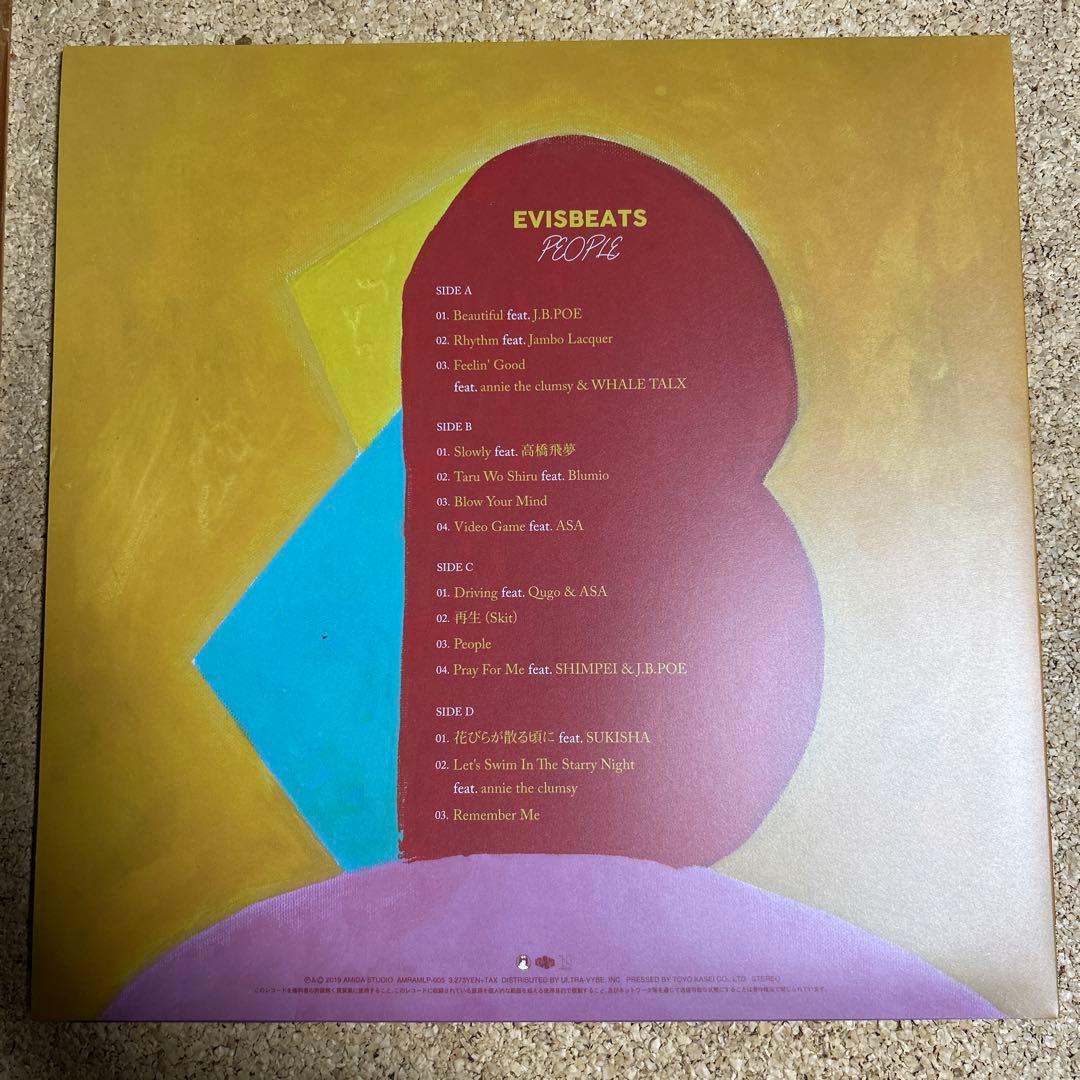 EVISBEATS
PEOPLE
SIDE A
01. Beautiful feat. J.B.POE
02. Rhythm feat. Jambo Lacquer
03. Feelin' Good
feat. annie the clumsy & WHALE TALX
SIDE B
01. Slowly feat. 高橋飛夢
02. Taru Wo Shiru feat. Blumio
03. Blow Your Mind
04. Video Game feat. ASA
SIDE C
01. Driving feat. Qugo & ASA
02. 再生 (Skit)
03. People
04. Pray For Me feat. SHIMPEI & J.B.POE
SIDE D
01. 花びらが散る頃に feat. SUKISHA
02. Let's Swim In The Starry Night
feat. annie the clumsy
03. Remember Me
℗&© 2019 AMIDA STUDIO AMRAMLP-005 3,273YEN+TAX DISTRIBUTED BY ULTRA-VYBE, INC PRESSED BY TOYO KASEI CO., LTD STEREO